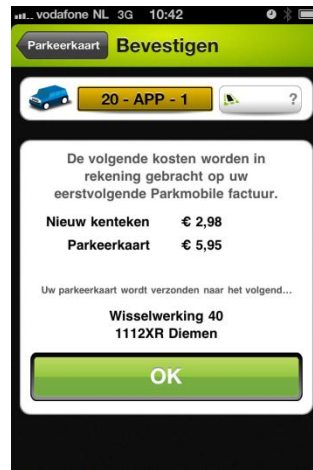 vodafone NL 3G 10:42
Parkeerkaart Bevestigen
20 - APP - 1 ?
De volgende kosten worden in
rekening gebracht op uw
eerstvolgende Parkmobile factuur.
Nieuw kenteken € 2,98
Parkeerkaart € 5,95
Uw parkeerkaart wordt verzonden naar het volgend...
Wisselwerking 40
1112XR Diemen
OK